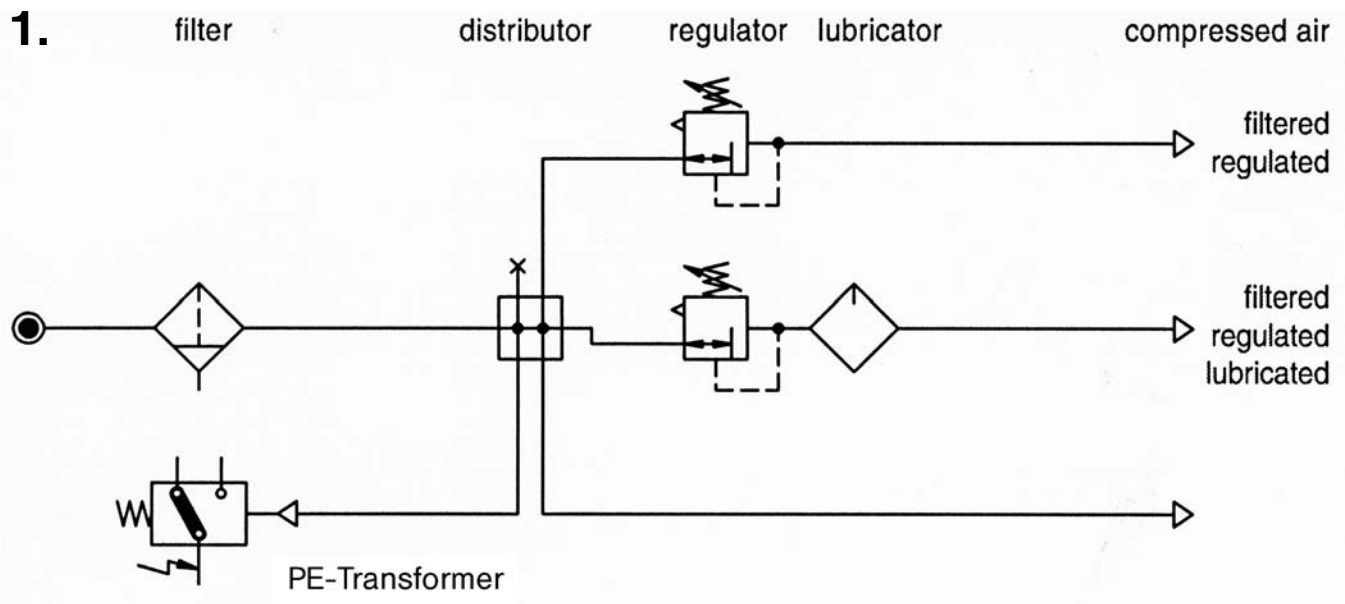 1.
filter
distributor
regulator
lubricator
compressed air
filtered
regulated
filtered
regulated
lubricated
PE-Transformer